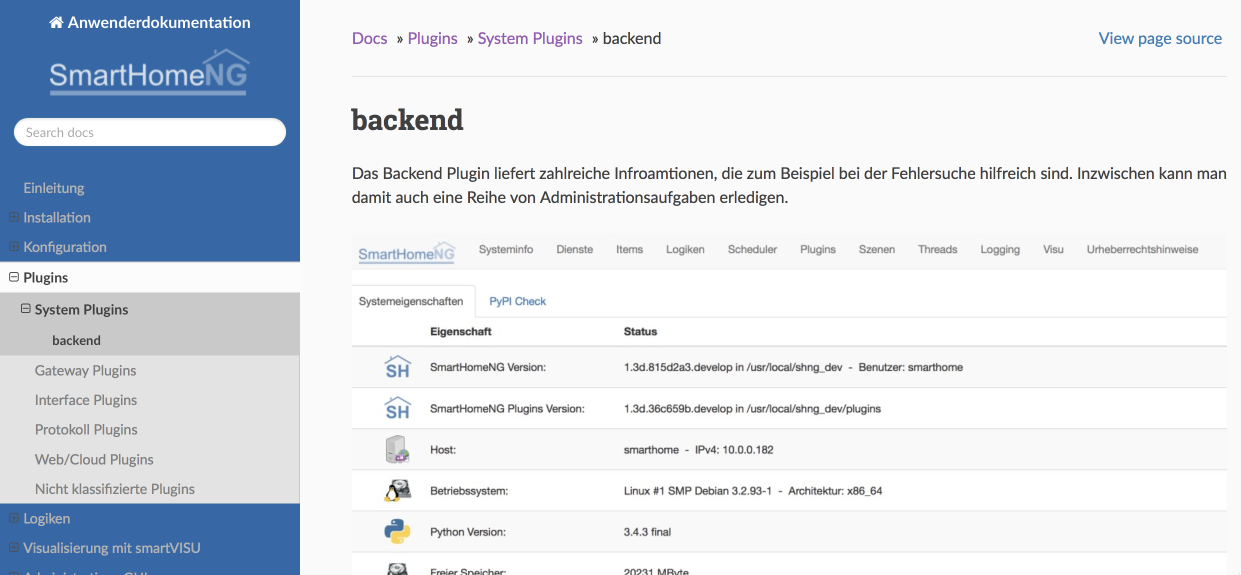 Anwenderdokumentation
SmartHomeNG
Search docs
Einleitung
Installation
Konfiguration
Plugins
System Plugins
backend
Gateway Plugins
Interface Plugins
Protokoll Plugins
Web/Cloud Plugins
Nicht klassifizierte Plugins
Logiken
Visualisierung mit smartVISU
Docs » Plugins » System Plugins » backend
View page source
backend
Das Backend Plugin liefert zahlreiche Infroamtionen, die zum Beispiel bei der Fehlersuche hilfreich sind. Inzwischen kann man
damit auch eine Reihe von Administrationsaufgaben erledigen.
SmartHomeNG Systeminfo Dienste Items Logiken Scheduler Plugins Szenen Threads Logging Visu Urheberrechtshinweise
Systemeigenschaften PyPI Check
Eigenschaft Status
SH SmartHomeNG Version: 1.3d.815d2a3.develop in /usr/local/shng_dev - Benutzer: smarthome
SH SmartHomeNG Plugins Version: 1.3d.36c659b.develop in /usr/local/shng_dev/plugins
Host: smarthome - IPv4: 10.0.0.182
Betriebssystem: Linux #1 SMP Debian 3.2.93-1 - Architektur: x86_64
Python Version: 3.4.3 final
Freier Speicher: 20231 MByte